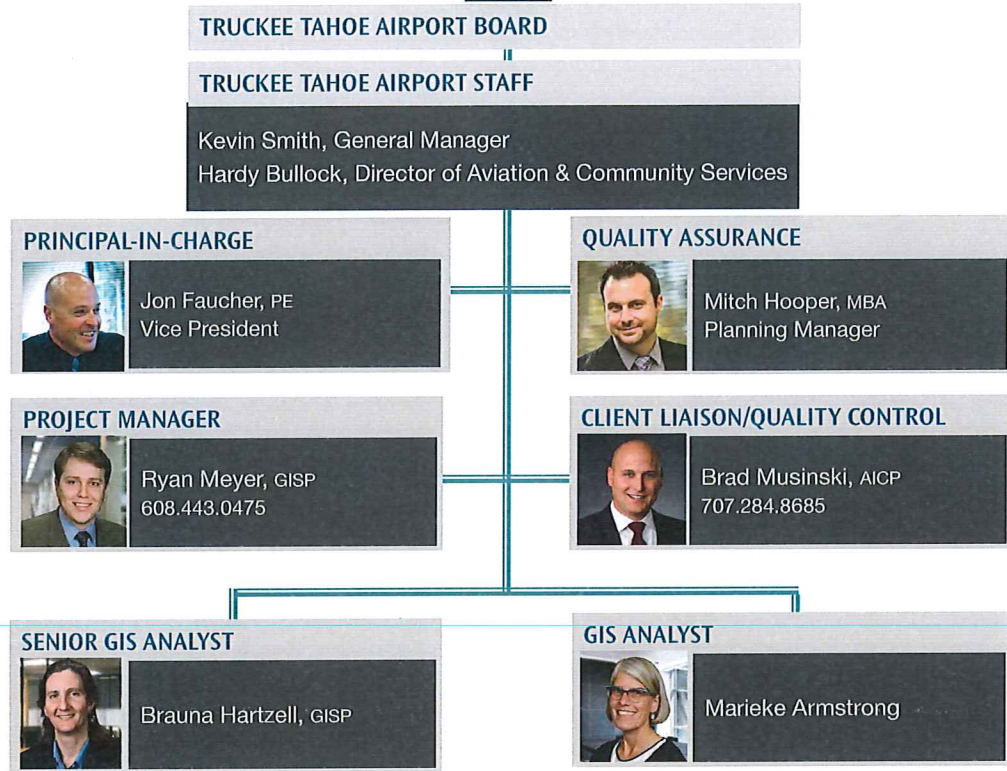 TRUCKEE TAHOE AIRPORT BOARD
TRUCKEE TAHOE AIRPORT STAFF
Kevin Smith, General Manager
Hardy Bullock, Director of Aviation & Community Services
PRINCIPAL-IN-CHARGE
Jon Faucher, PE
Vice President
QUALITY ASSURANCE
Mitch Hooper, MBA
Planning Manager
PROJECT MANAGER
Ryan Meyer, GISP
608.443.0475
CLIENT LIAISON/QUALITY CONTROL
Brad Musinski, AICP
707.284.8685
SENIOR GIS ANALYST
Brauna Hartzell, GISP
GIS ANALYST
Marieke Armstrong